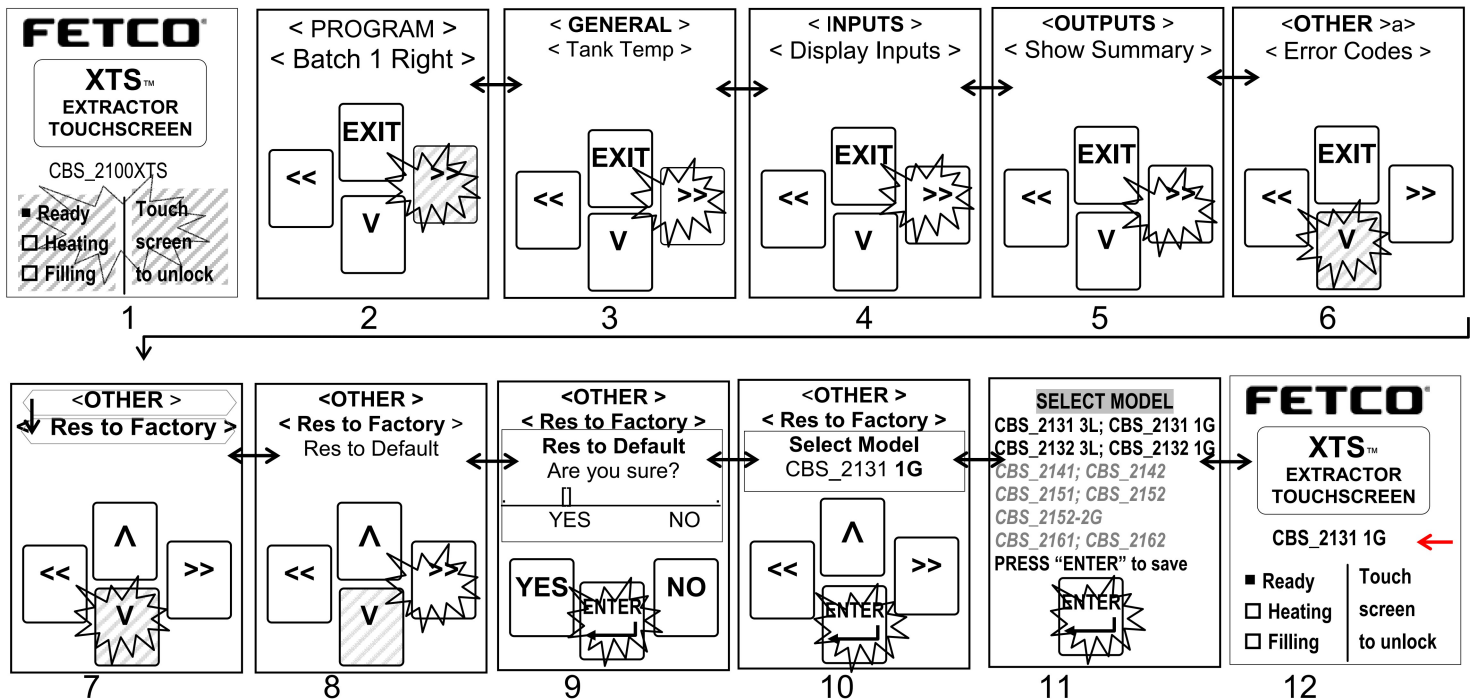 FETCO®
XTS™
EXTRACTOR
TOUCHSCREEN
CBS_2100XTS
■ Ready
□ Heating
□ Filling
Touch
screen
to unlock
1
< PROGRAM >
< Batch 1 Right >
EXIT
<<
>>
V
2
< GENERAL >
< Tank Temp >
EXIT
<<
>>
V
3
< INPUTS >
< Display Inputs >
EXIT
<<
>>
V
4
<OUTPUTS >
< Show Summary >
EXIT
<<
>>
V
5
<OTHER >a>
< Error Codes >
EXIT
<<
>>
V
6
<OTHER >
< Res to Factory >
Λ
<<
>>
V
7
<OTHER >
< Res to Factory >
Res to Default
Λ
<<
>>
V
8
<OTHER >
< Res to Factory >
Res to Default
Are you sure?
YES NO
YES
ENTER
NO
9
<OTHER >
< Res to Factory >
Select Model
CBS_2131 1G
Λ
<<
>>
ENTER
10
SELECT MODEL
CBS_2131 3L; CBS_2131 1G
CBS_2132 3L; CBS_2132 1G
CBS_2141; CBS_2142
CBS_2151; CBS_2152
CBS_2152-2G
CBS_2161; CBS_2162
PRESS “ENTER” to save
ENTER
11
FETCO®
XTS™
EXTRACTOR
TOUCHSCREEN
CBS_2131 1G
■ Ready
□ Heating
□ Filling
Touch
screen
to unlock
12